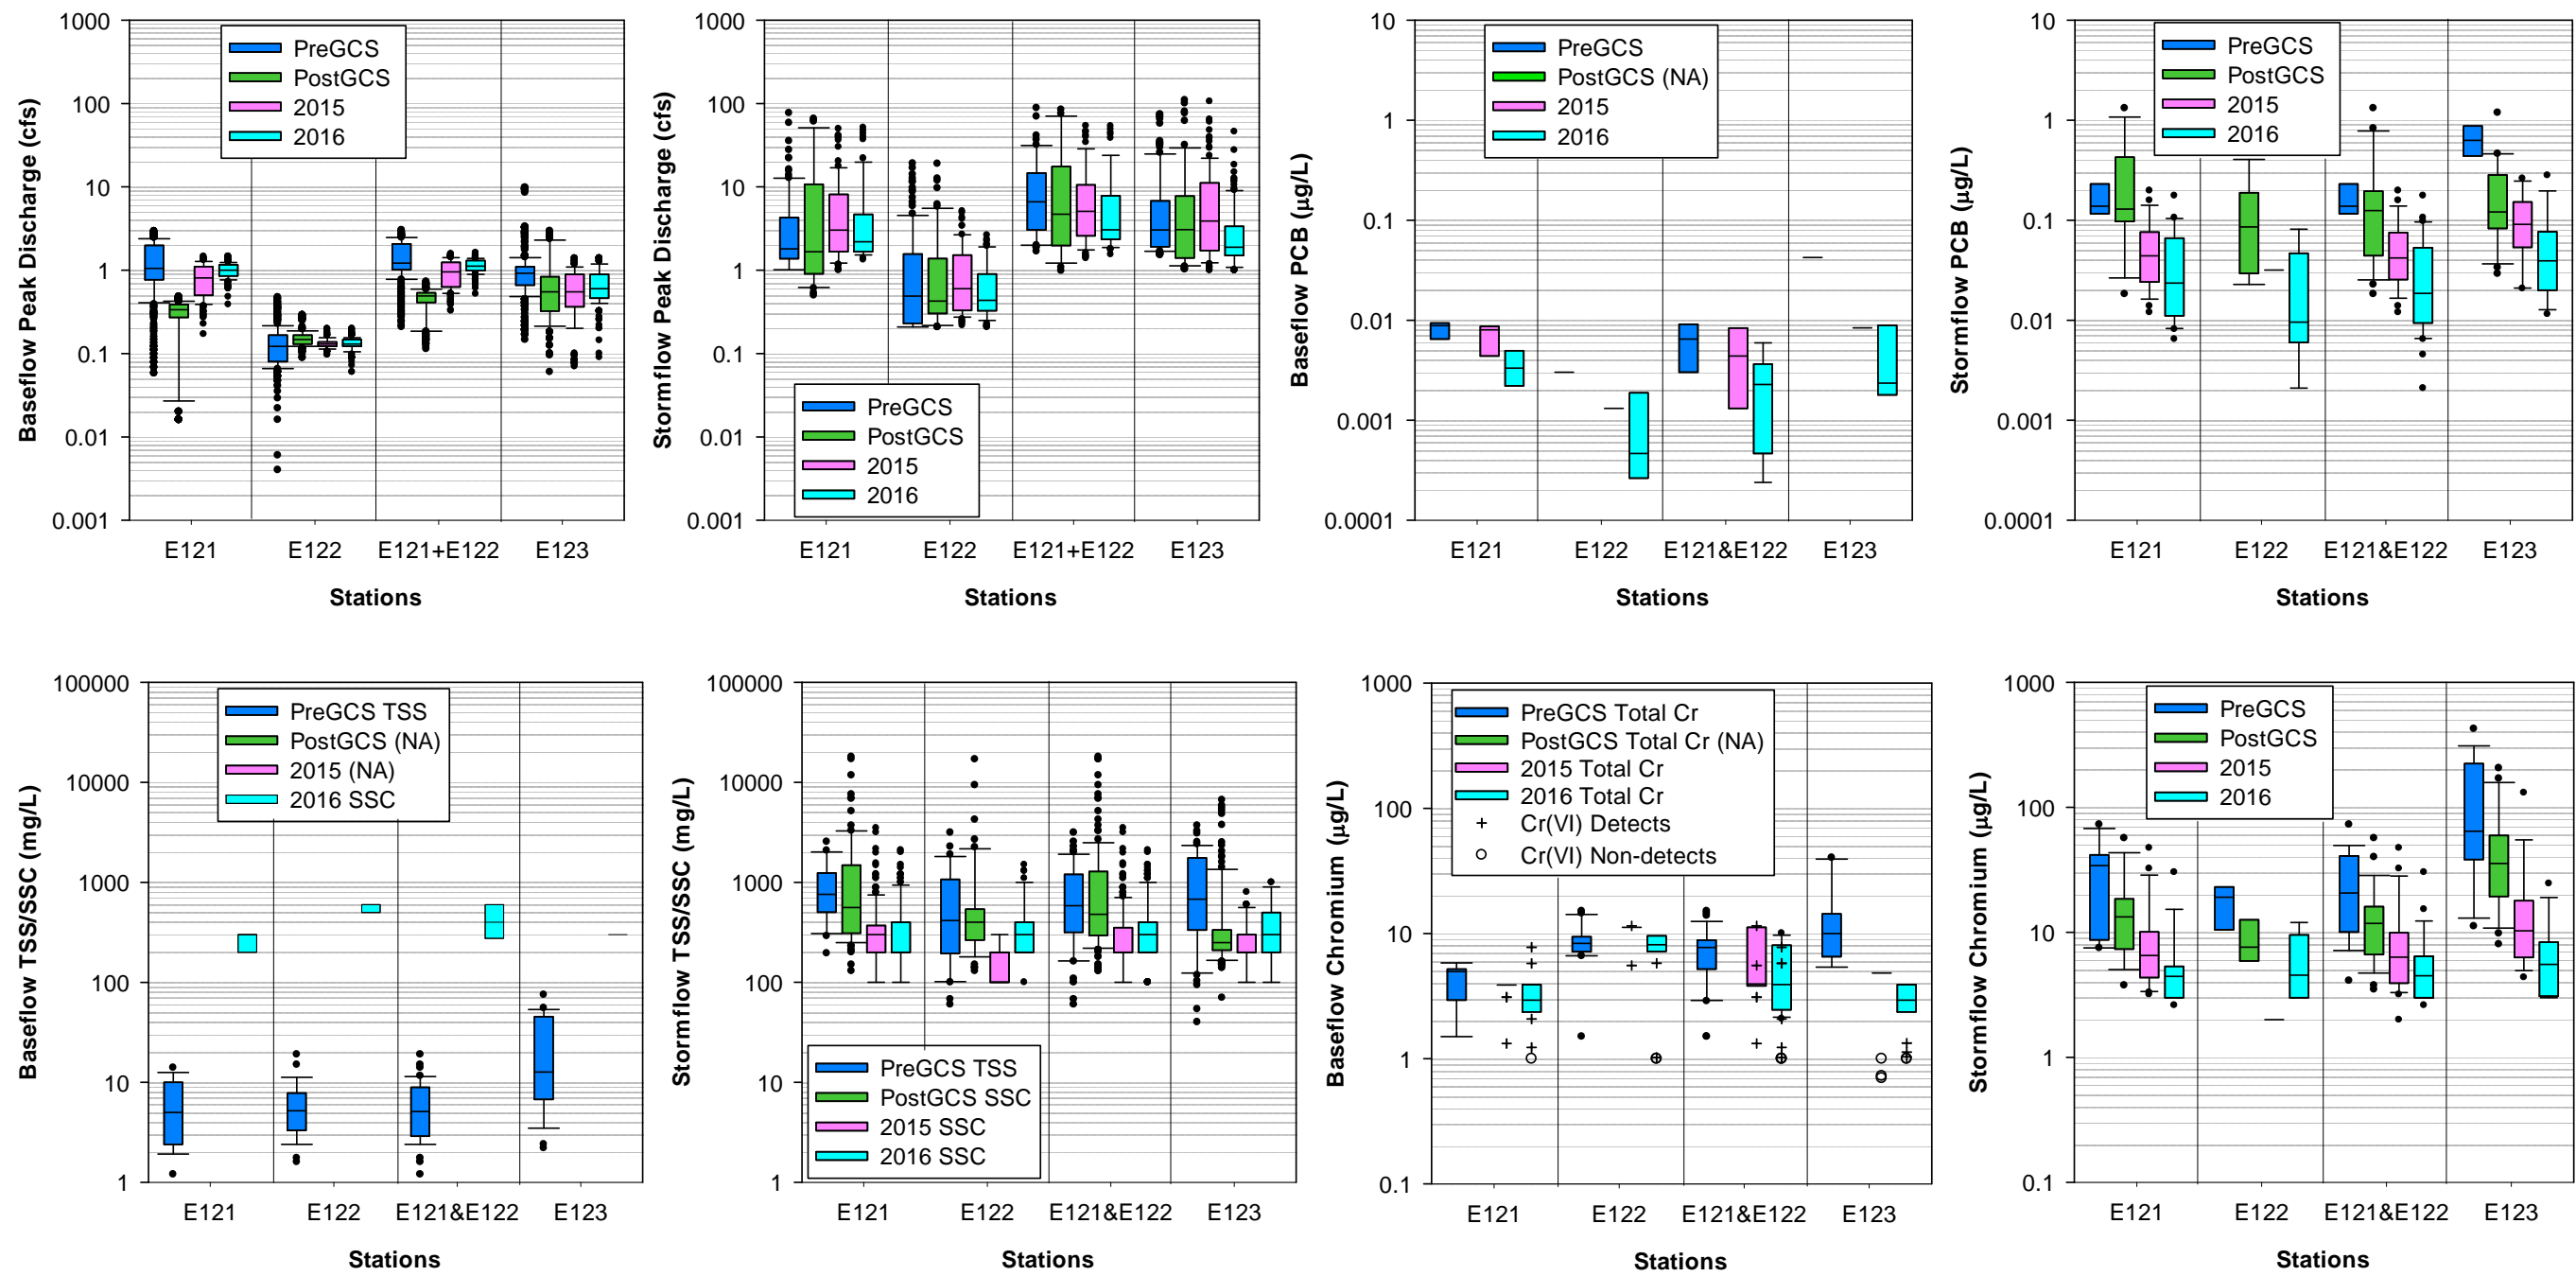 Baseflow Peak Discharge (cfs)
1000
100
10
1
0.1
0.01
0.001
PreGCS
PostGCS
2015
2016
E121
E122
E121+E122
E123
Stations
Stormflow Peak Discharge (cfs)
1000
100
10
1
0.1
0.01
0.001
PreGCS
PostGCS
2015
2016
E121
E122
E121+E122
E123
Stations
Baseflow PCB (µg/L)
10
1
0.1
0.01
0.001
0.0001
PreGCS
PostGCS (NA)
2015
2016
E121
E122
E121&E122
E123
Stations
Stormflow PCB (µg/L)
10
1
0.1
0.01
0.001
0.0001
PreGCS
PostGCS
2015
2016
E121
E122
E121&E122
E123
Stations
Baseflow TSS/SSC (mg/L)
100000
10000
1000
100
10
1
PreGCS TSS
PostGCS (NA)
2015 (NA)
2016 SSC
E121
E122
E121&E122
E123
Stations
Stormflow TSS/SSC (mg/L)
100000
10000
1000
100
10
1
PreGCS TSS
PostGCS SSC
2015 SSC
2016 SSC
E121
E122
E121&E122
E123
Stations
Baseflow Chromium (µg/L)
1000
100
10
1
0.1
PreGCS Total Cr
PostGCS Total Cr (NA)
2015 Total Cr
2016 Total Cr
Cr(VI) Detects
Cr(VI) Non-detects
E121
E122
E121&E122
E123
Stations
Stormflow Chromium (µg/L)
1000
100
10
1
0.1
PreGCS
PostGCS
2015
2016
E121
E122
E121&E122
E123
Stations